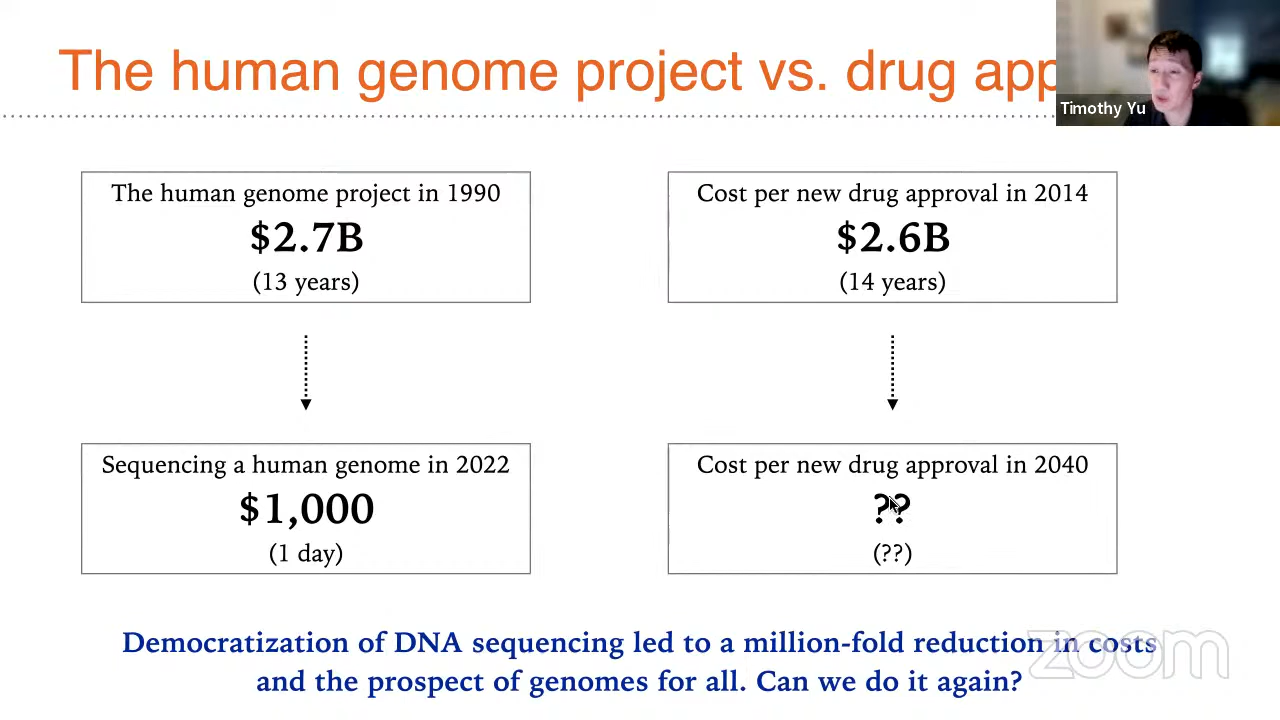 The human genome project vs. drug app
Timothy Yu
The human genome project in 1990
$2.7B
(13 years)
Cost per new drug approval in 2014
$2.6B
(14 years)
Sequencing a human genome in 2022
$1,000
(1 day)
Cost per new drug approval in 2040
??
(??)
Democratization of DNA sequencing led to a million-fold reduction in costs
and the prospect of genomes for all. Can we do it again?
zoom